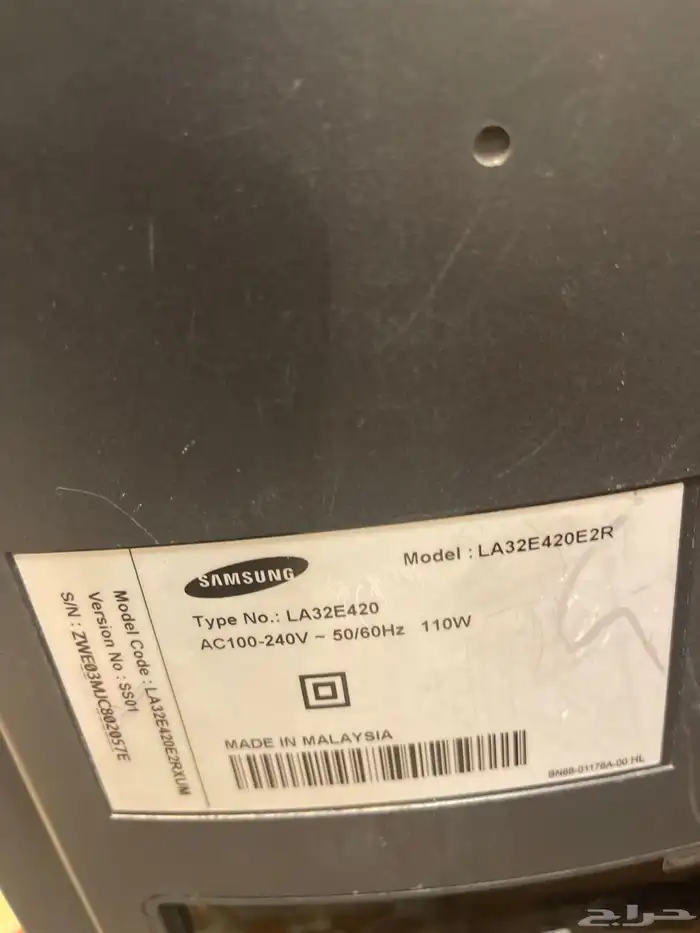 SAMSUNG
Model : LA32E420E2R
Type No.: LA32E420
AC100-240V ~ 50/60Hz 110W
MADE IN MALAYSIA
BN68-01178A-00 HL
Model Code : LA32E420E2RXUM
Version No : SS01
S/N : ZWE03MJC802057E
حراج